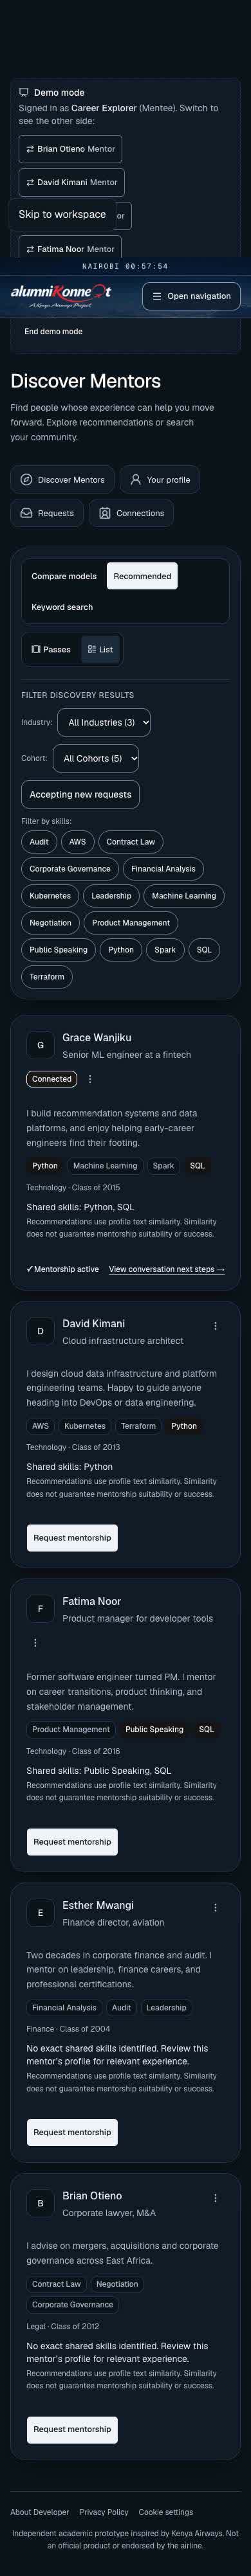 Demo mode
Signed in as Career Explorer (Mentee). Switch to
see the other side:
Brian Otieno Mentor
David Kimani Mentor
Skip to workspace
Fatima Noor Mentor
NAIROBI 00:57:54
alumniKonnect
A Kenya Airways Project
Open navigation
End demo mode
Discover Mentors
Find people whose experience can help you move
forward. Explore recommendations or search
your community.
Discover Mentors
Your profile
Requests
Connections
Compare models
Recommended
Keyword search
Passes
List
FILTER DISCOVERY RESULTS
Industry: All Industries (3)
Cohort: All Cohorts (5)
Accepting new requests
Filter by skills:
Audit AWS Contract Law
Corporate Governance Financial Analysis
Kubernetes Leadership Machine Learning
Negotiation Product Management
Public Speaking Python Spark SQL
Terraform
G
Grace Wanjiku
Senior ML engineer at a fintech
Connected
I build recommendation systems and data
platforms, and enjoy helping early-career
engineers find their footing.
Python Machine Learning Spark SQL
Technology · Class of 2015
Shared skills: Python, SQL
Recommendations use profile text similarity. Similarity
does not guarantee mentorship suitability or success.
✓ Mentorship active View conversation next steps →
D
David Kimani
Cloud infrastructure architect
I design cloud data infrastructure and platform
engineering teams. Happy to guide anyone
heading into DevOps or data engineering.
AWS Kubernetes Terraform Python
Technology · Class of 2013
Shared skills: Python
Recommendations use profile text similarity. Similarity
does not guarantee mentorship suitability or success.
Request mentorship
F
Fatima Noor
Product manager for developer tools
Former software engineer turned PM. I mentor
on career transitions, product thinking, and
stakeholder management.
Product Management Public Speaking SQL
Technology · Class of 2016
Shared skills: Public Speaking, SQL
Recommendations use profile text similarity. Similarity
does not guarantee mentorship suitability or success.
Request mentorship
E
Esther Mwangi
Finance director, aviation
Two decades in corporate finance and audit. I
mentor on leadership, finance careers, and
professional certifications.
Financial Analysis Audit Leadership
Finance · Class of 2004
No exact shared skills identified. Review this
mentor's profile for relevant experience.
Recommendations use profile text similarity. Similarity
does not guarantee mentorship suitability or success.
Request mentorship
B
Brian Otieno
Corporate lawyer, M&A
I advise on mergers, acquisitions and corporate
governance across East Africa.
Contract Law Negotiation
Corporate Governance
Legal · Class of 2012
No exact shared skills identified. Review this
mentor's profile for relevant experience.
Recommendations use profile text similarity. Similarity
does not guarantee mentorship suitability or success.
Request mentorship
About Developer Privacy Policy Cookie settings
Independent academic prototype inspired by Kenya Airways. Not
an official product or endorsed by the airline.